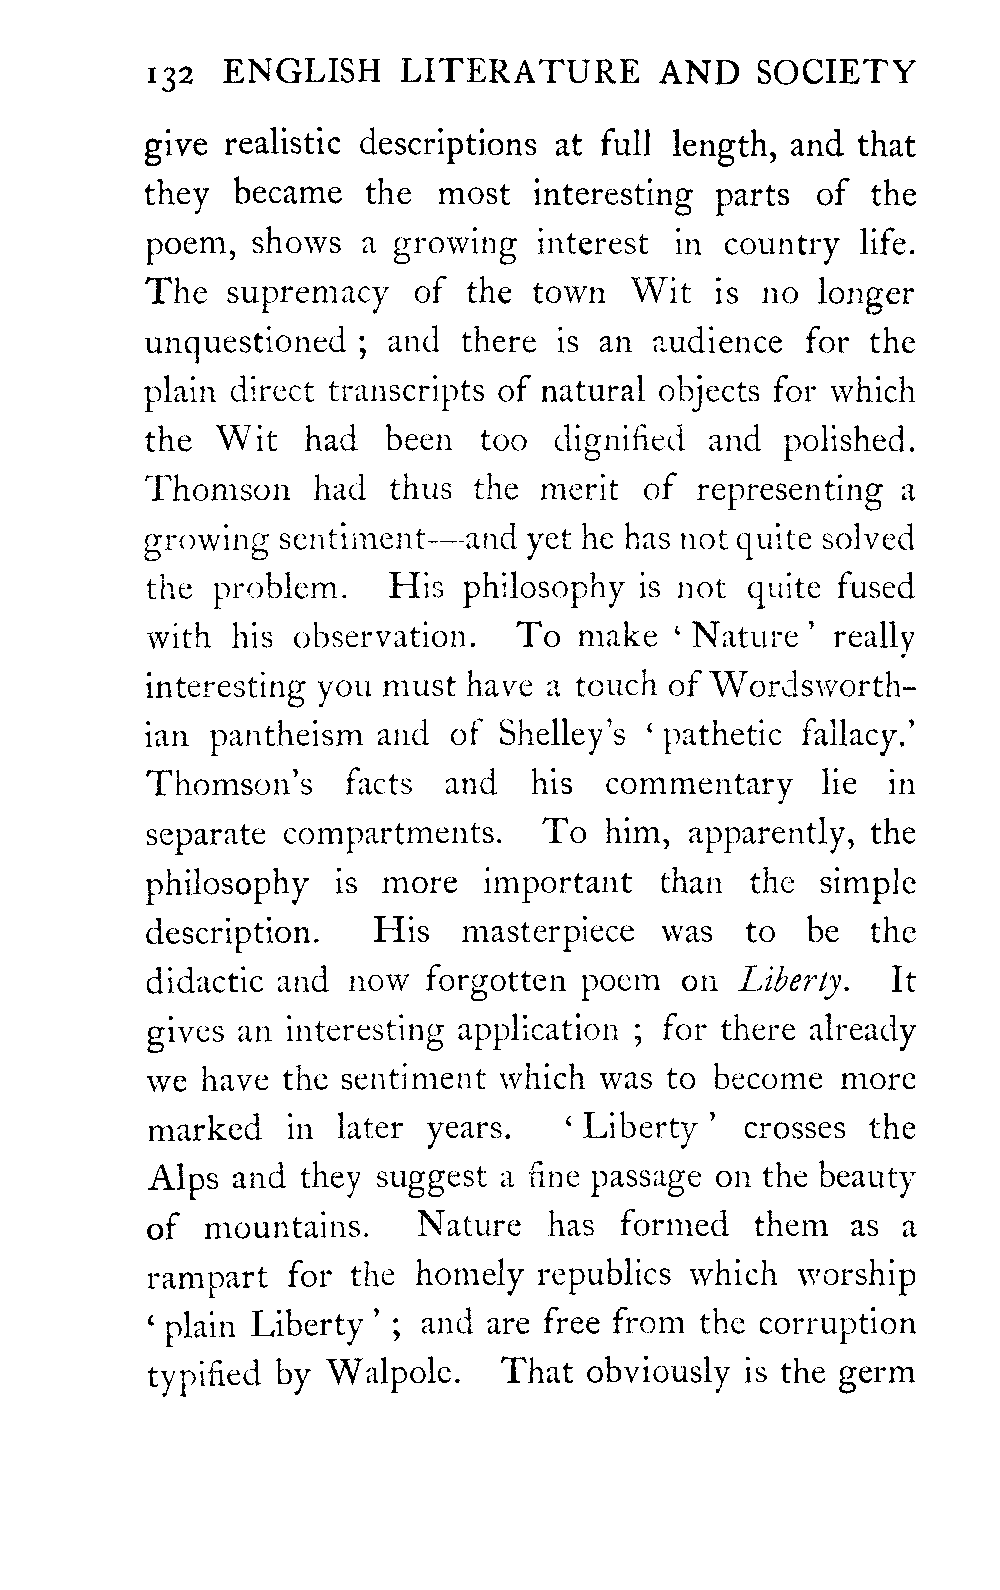 132 ENGLISH LITERATURE AND SOCIETY
give realistic descriptions at full length, and that
they became the most interesting parts of the
poem, shows a growing interest in country life.
The supremacy of the town Wit is no longer
unquestioned ; and there is an audience for the
plain direct transcripts of natural objects for which
the Wit had been too dignified and polished.
Thomson had thus the merit of representing a
growing sentiment—and yet he has not quite solved
the problem. His philosophy is not quite fused
with his observation. To make ‘ Nature ’ really
interesting you must have a touch of Wordsworth-
ian pantheism and of Shelley’s ‘ pathetic fallacy.’
Thomson’s facts and his commentary lie in
separate compartments. To him, apparently, the
philosophy is more important than the simple
description. His masterpiece was to be the
didactic and now forgotten poem on Liberty. It
gives an interesting application ; for there already
we have the sentiment which was to become more
marked in later years. ‘ Liberty ’ crosses the
Alps and they suggest a fine passage on the beauty
of mountains. Nature has formed them as a
rampart for the homely republics which worship
‘ plain Liberty ’ ; and are free from the corruption
typified by Walpole. That obviously is the germ